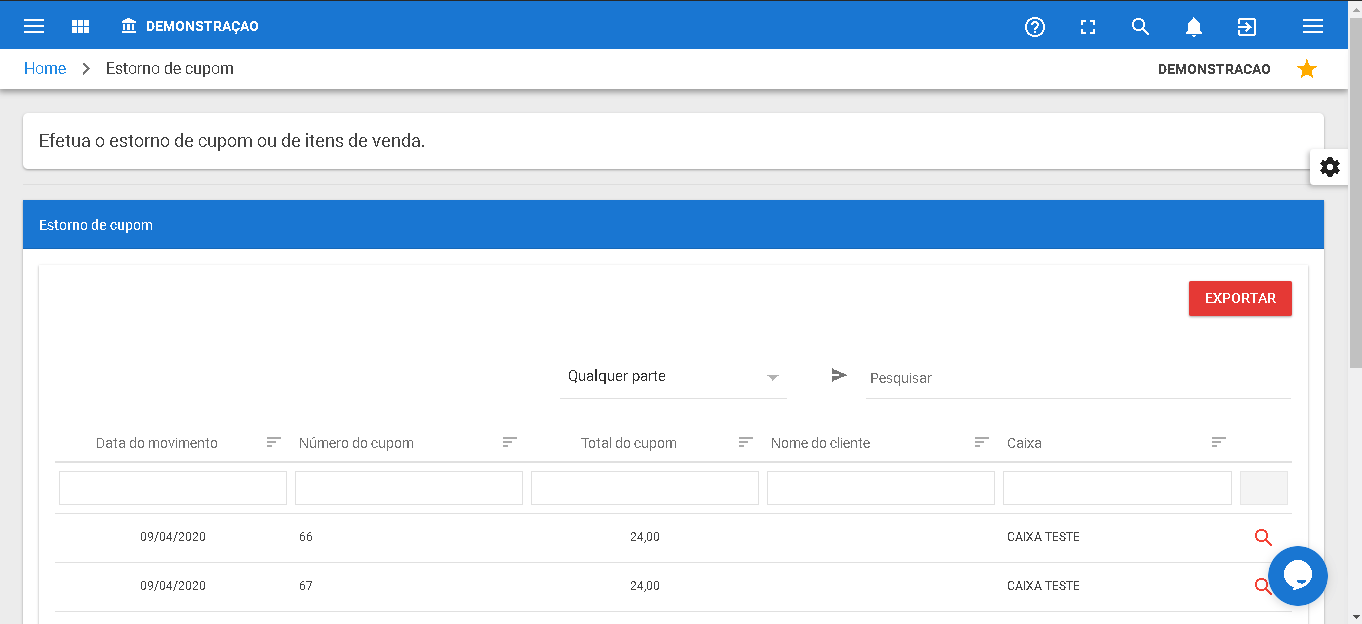 DEMONSTRAÇAO
Home > Estorno de cupom
DEMONSTRACAO
Efetua o estorno de cupom ou de itens de venda.
Estorno de cupom
EXPORTAR
Qualquer parte
Pesquisar
Data do movimento Número do cupom Total do cupom Nome do cliente Caixa
09/04/2020 66 24,00 CAIXA TESTE
09/04/2020 67 24,00 CAIXA TESTE